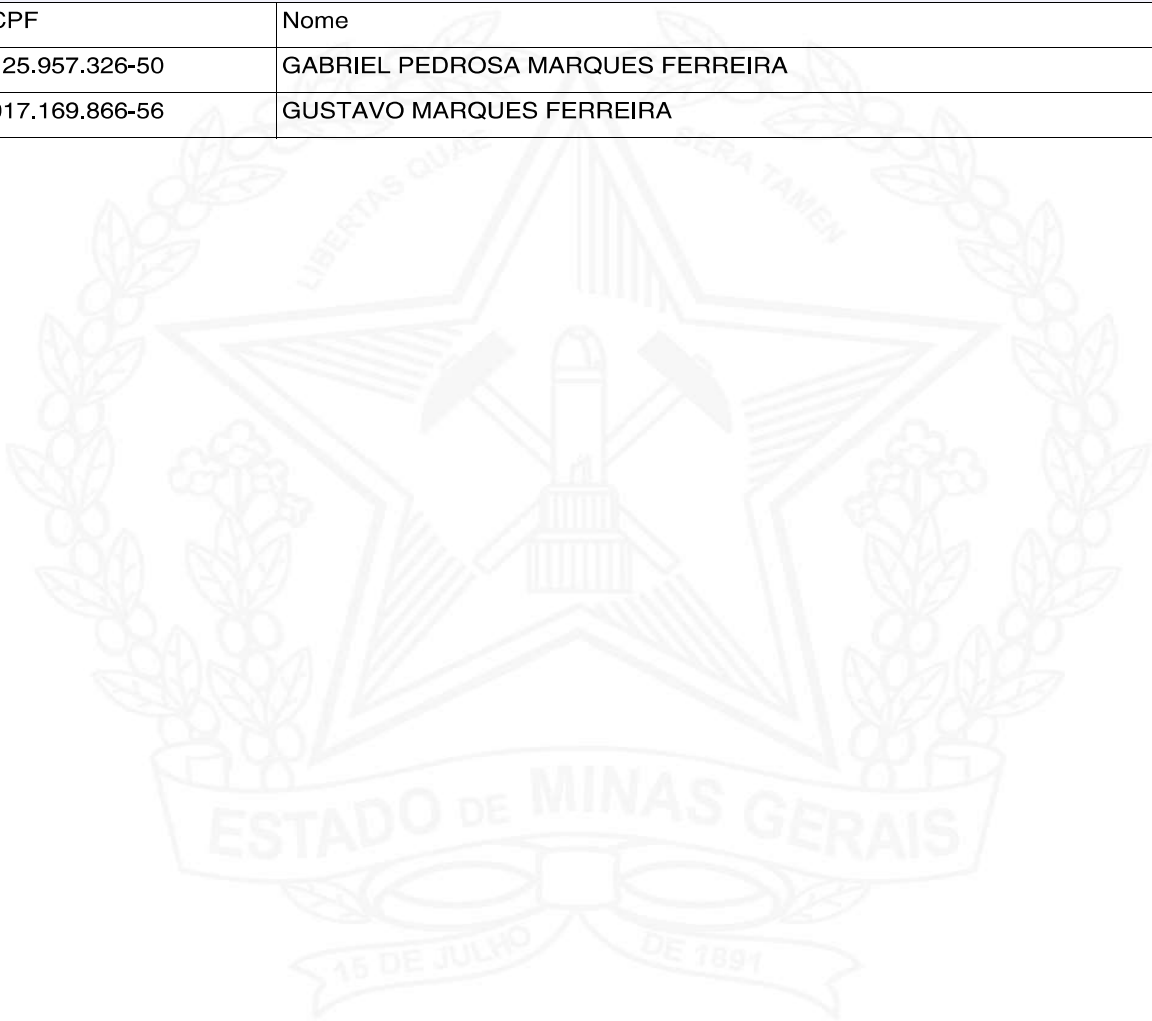 CPF Nome
25.957.326-50 GABRIEL PEDROSA MARQUES FERREIRA
017.169.866-56 GUSTAVO MARQUES FERREIRA
LIBERTAS QUAE SERA TAMEN
ESTADO DE MINAS GERAIS
15 DE JULHO DE 1891